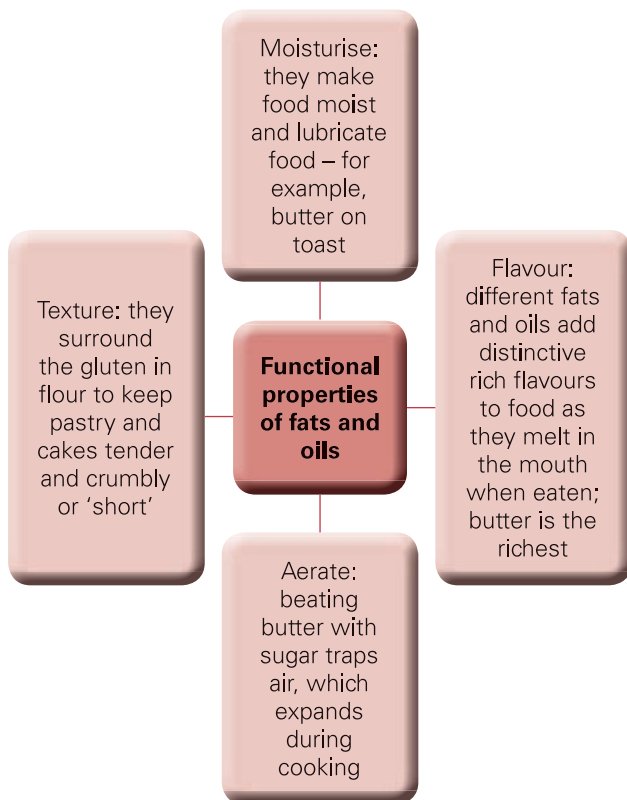 Moisturise:
they make
food moist
and lubricate
food – for
example,
butter on
toast
Texture: they
surround
the gluten in
flour to keep
pastry and
cakes tender
and crumbly
or ‘short’
Functional
properties
of fats and
oils
Flavour:
different fats
and oils add
distinctive
rich flavours
to food as
they melt in
the mouth
when eaten;
butter is the
richest
Aerate:
beating
butter with
sugar traps
air, which
expands
during
cooking